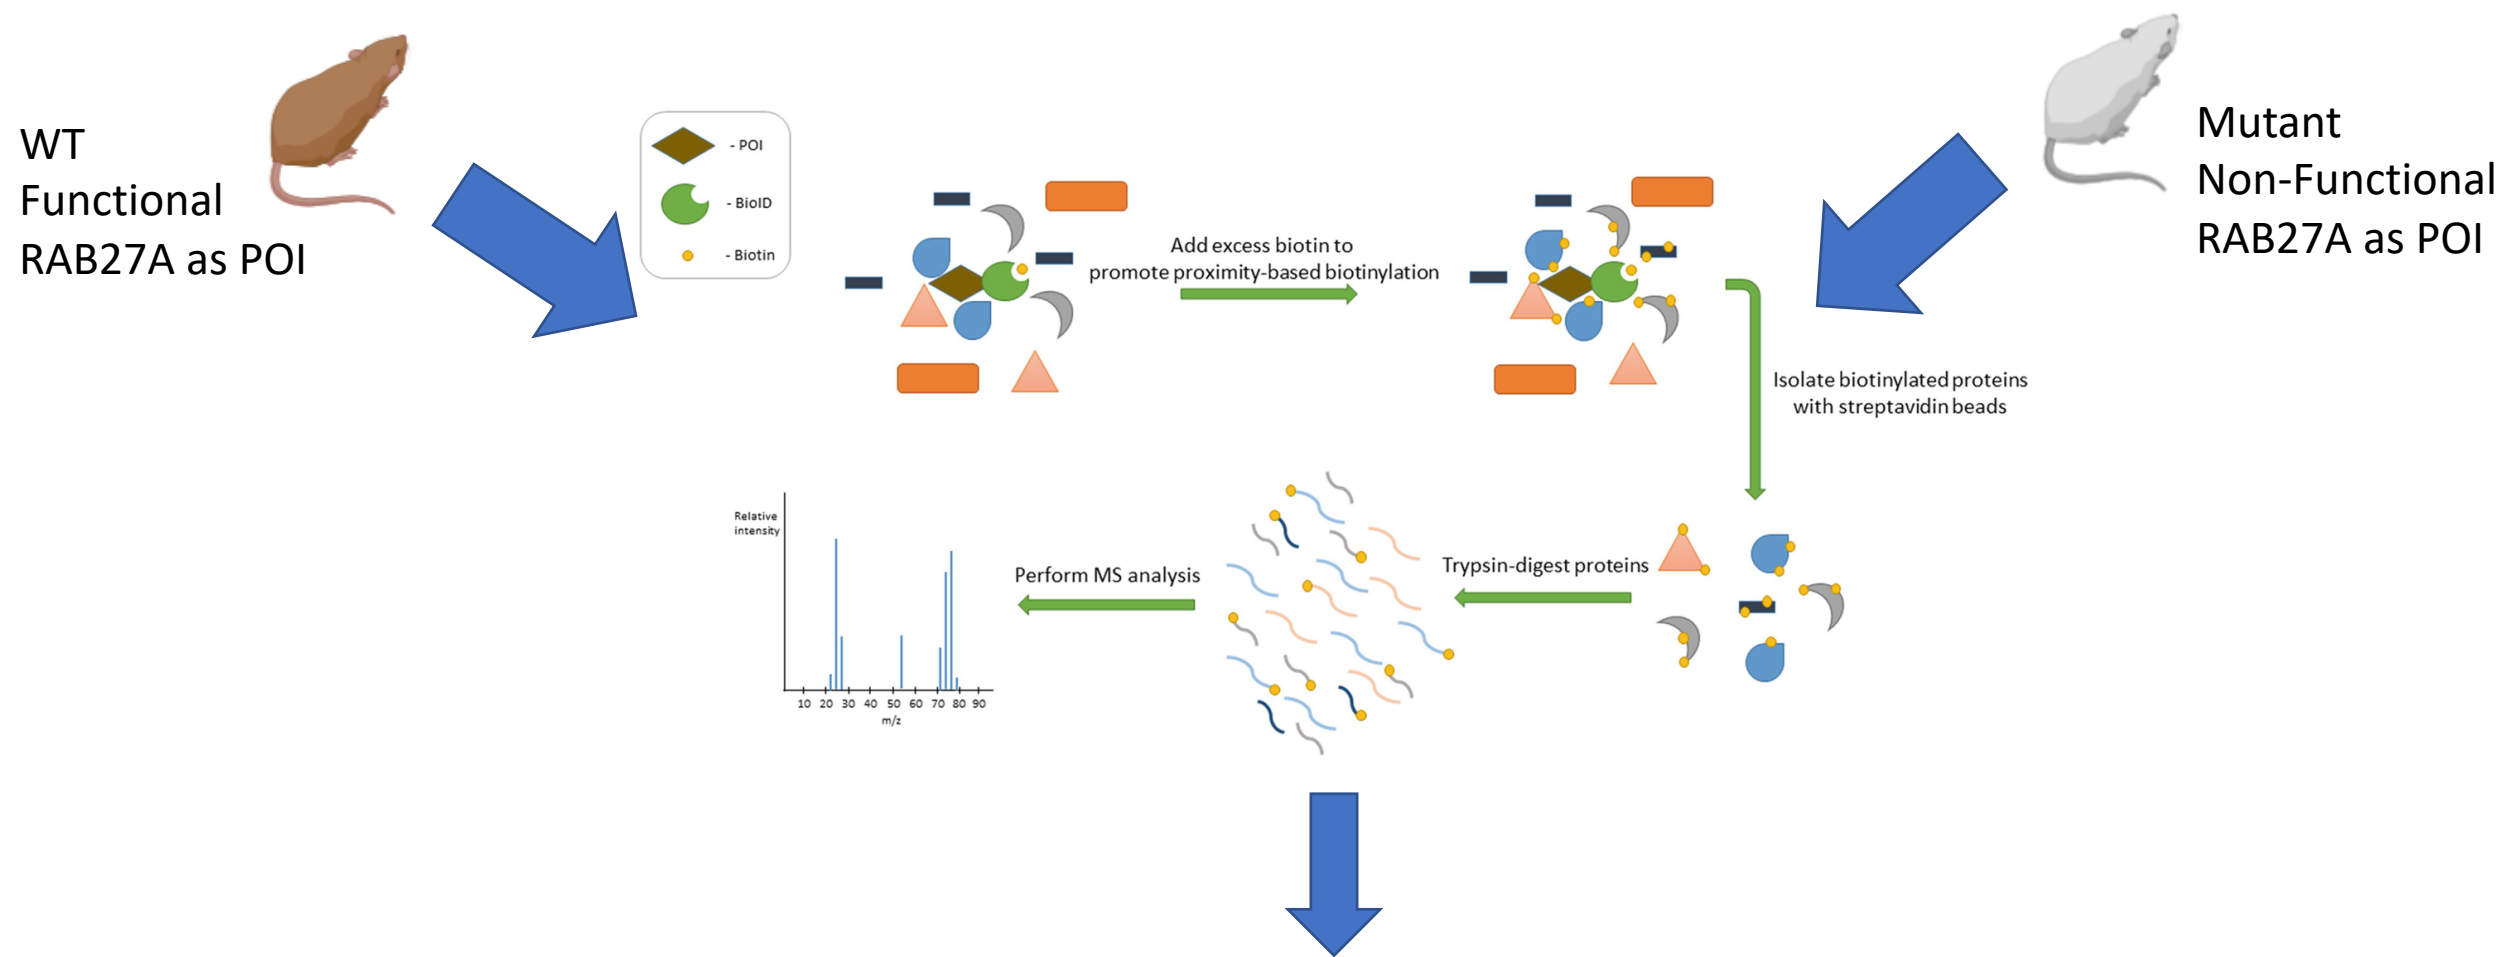 WT
Functional
RAB27A as POI
- POI
- BioID
- Biotin
Add excess biotin to
promote proximity-based biotinylation
Mutant
Non-Functional
RAB27A as POI
Isolate biotinylated proteins
with streptavidin beads
Trypsin-digest proteins
Perform MS analysis
Relative
intensity
10 20 30 40 50 60 70 80 90
m/z